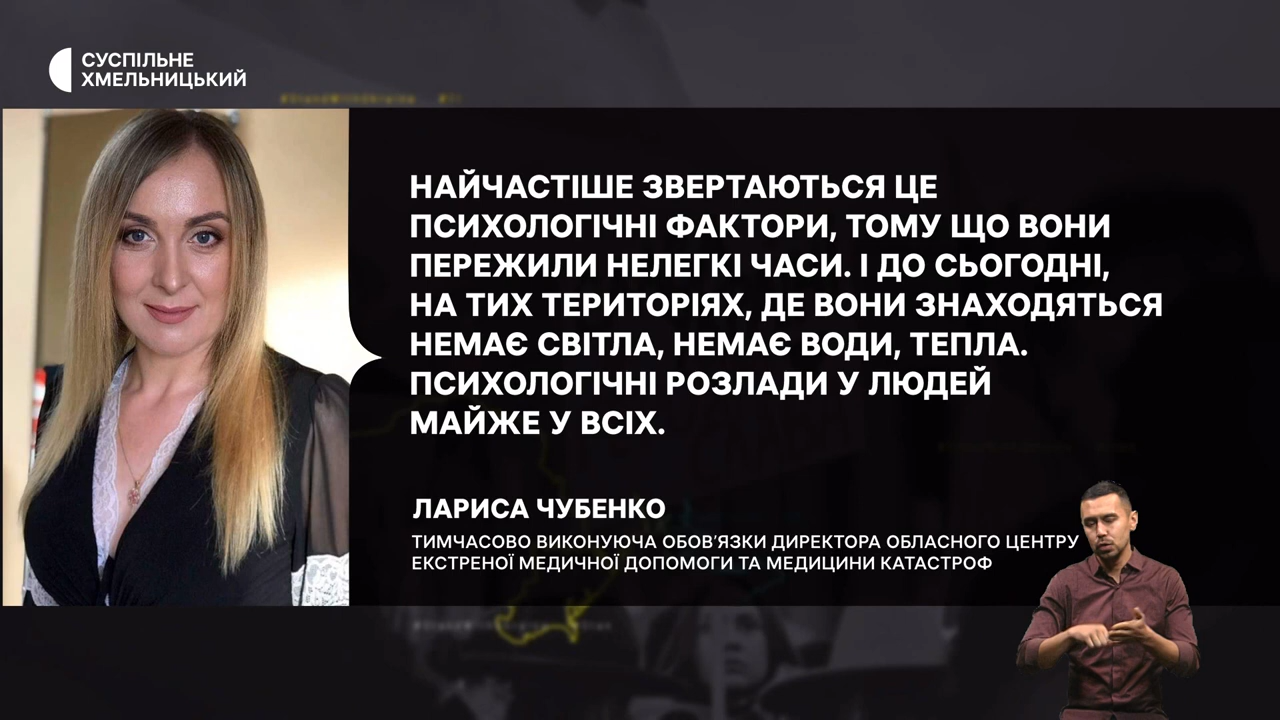 СУСПІЛЬНЕ
ХМЕЛЬНИЦЬКИЙ
НАЙЧАСТІШЕ ЗВЕРТАЮТЬСЯ ЦЕ
ПСИХОЛОГІЧНІ ФАКТОРИ, ТОМУ ЩО ВОНИ
ПЕРЕЖИЛИ НЕЛЕГКІ ЧАСИ. І ДО СЬОГОДНІ,
НА ТИХ ТЕРИТОРІЯХ, ДЕ ВОНИ ЗНАХОДЯТЬСЯ
НЕМАЄ СВІТЛА, НЕМАЄ ВОДИ, ТЕПЛА.
ПСИХОЛОГІЧНІ РОЗЛАДИ У ЛЮДЕЙ
МАЙЖЕ У ВСІХ.
ЛАРИСА ЧУБЕНКО
ТИМЧАСОВО ВИКОНУЮЧА ОБОВ'ЯЗКИ ДИРЕКТОРА ОБЛАСНОГО ЦЕНТРУ
ЕКСТРЕНОЇ МЕДИЧНОЇ ДОПОМОГИ ТА МЕДИЦИНИ КАТАСТРОФ